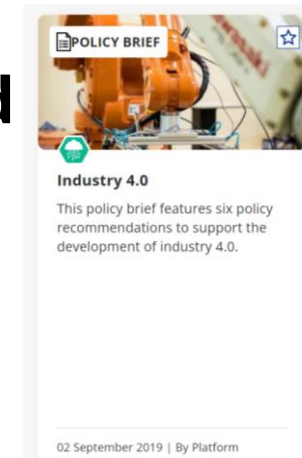 POLICY BRIEF
Industry 4.0
This policy brief features six policy
recommendations to support the
development of industry 4.0.
02 September 2019 | By Platform